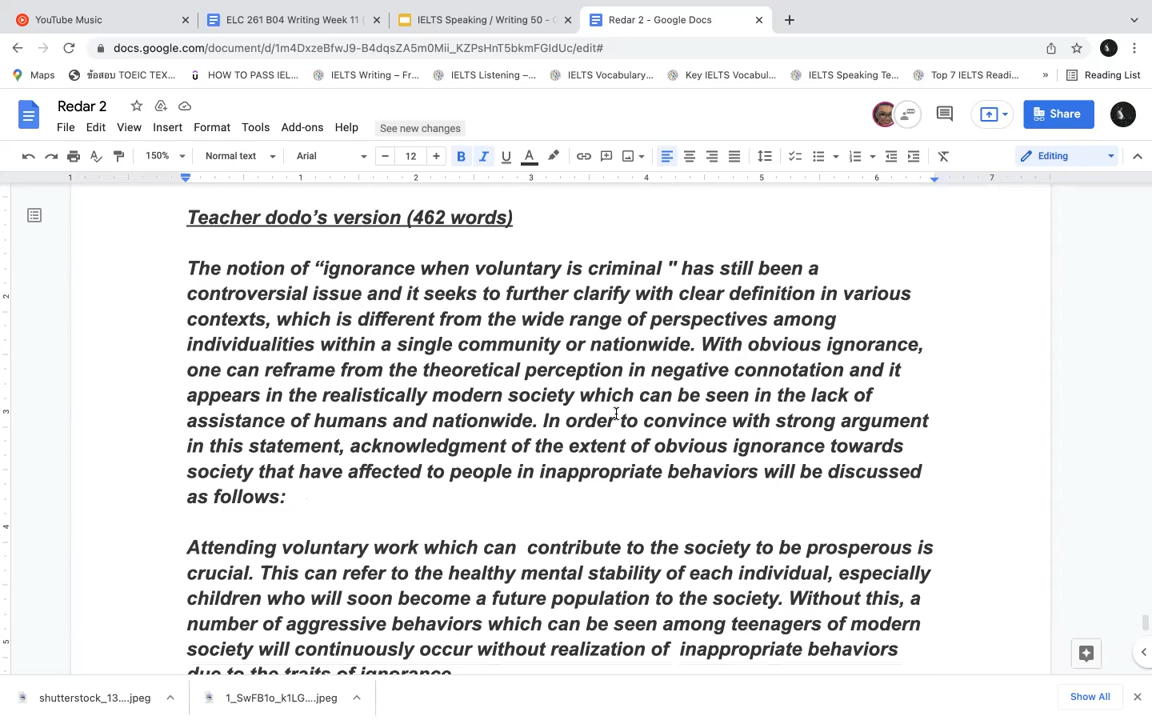 YouTube Music
ELC 261 B04 Writing Week 11 (
IELTS Speaking / Writing 50 - G
Redar 2 - Google Docs
docs.google.com/document/d/1m4DxzeBfwJ9-B4dqsZA5m0Mii_KZPsHnT5bkmFGIdUc/edit#
Maps
ข้อสอบ TOEIC TEX...
HOW TO PASS IEL...
IELTS Writing – Fr...
IELTS Listening –...
IELTS Vocabulary...
Key IELTS Vocabul...
IELTS Speaking Te...
Top 7 IELTS Readi...
»
Reading List
Redar 2
File Edit View Insert Format Tools Add-ons Help See new changes
Share
150% Normal text Arial − 12 + B I U A Editing
1 1 2 3 4 5 6 7
Teacher dodo’s version (462 words)
The notion of “ignorance when voluntary is criminal " has still been a
controversial issue and it seeks to further clarify with clear definition in various
contexts, which is different from the wide range of perspectives among
individualities within a single community or nationwide. With obvious ignorance,
one can reframe from the theoretical perception in negative connotation and it
appears in the realistically modern society which can be seen in the lack of
assistance of humans and nationwide. In order to convince with strong argument
in this statement, acknowledgment of the extent of obvious ignorance towards
society that have affected to people in inappropriate behaviors will be discussed
as follows:
Attending voluntary work which can  contribute to the society to be prosperous is
crucial. This can refer to the healthy mental stability of each individual, especially
children who will soon become a future population to the society. Without this, a
number of aggressive behaviors which can be seen among teenagers of modern
society will continuously occur without realization of  inappropriate behaviors
due to the traits of ignorance.
2
3
4
5
shutterstock_13....jpeg
1_SwFB1o_k1LG....jpeg
Show All